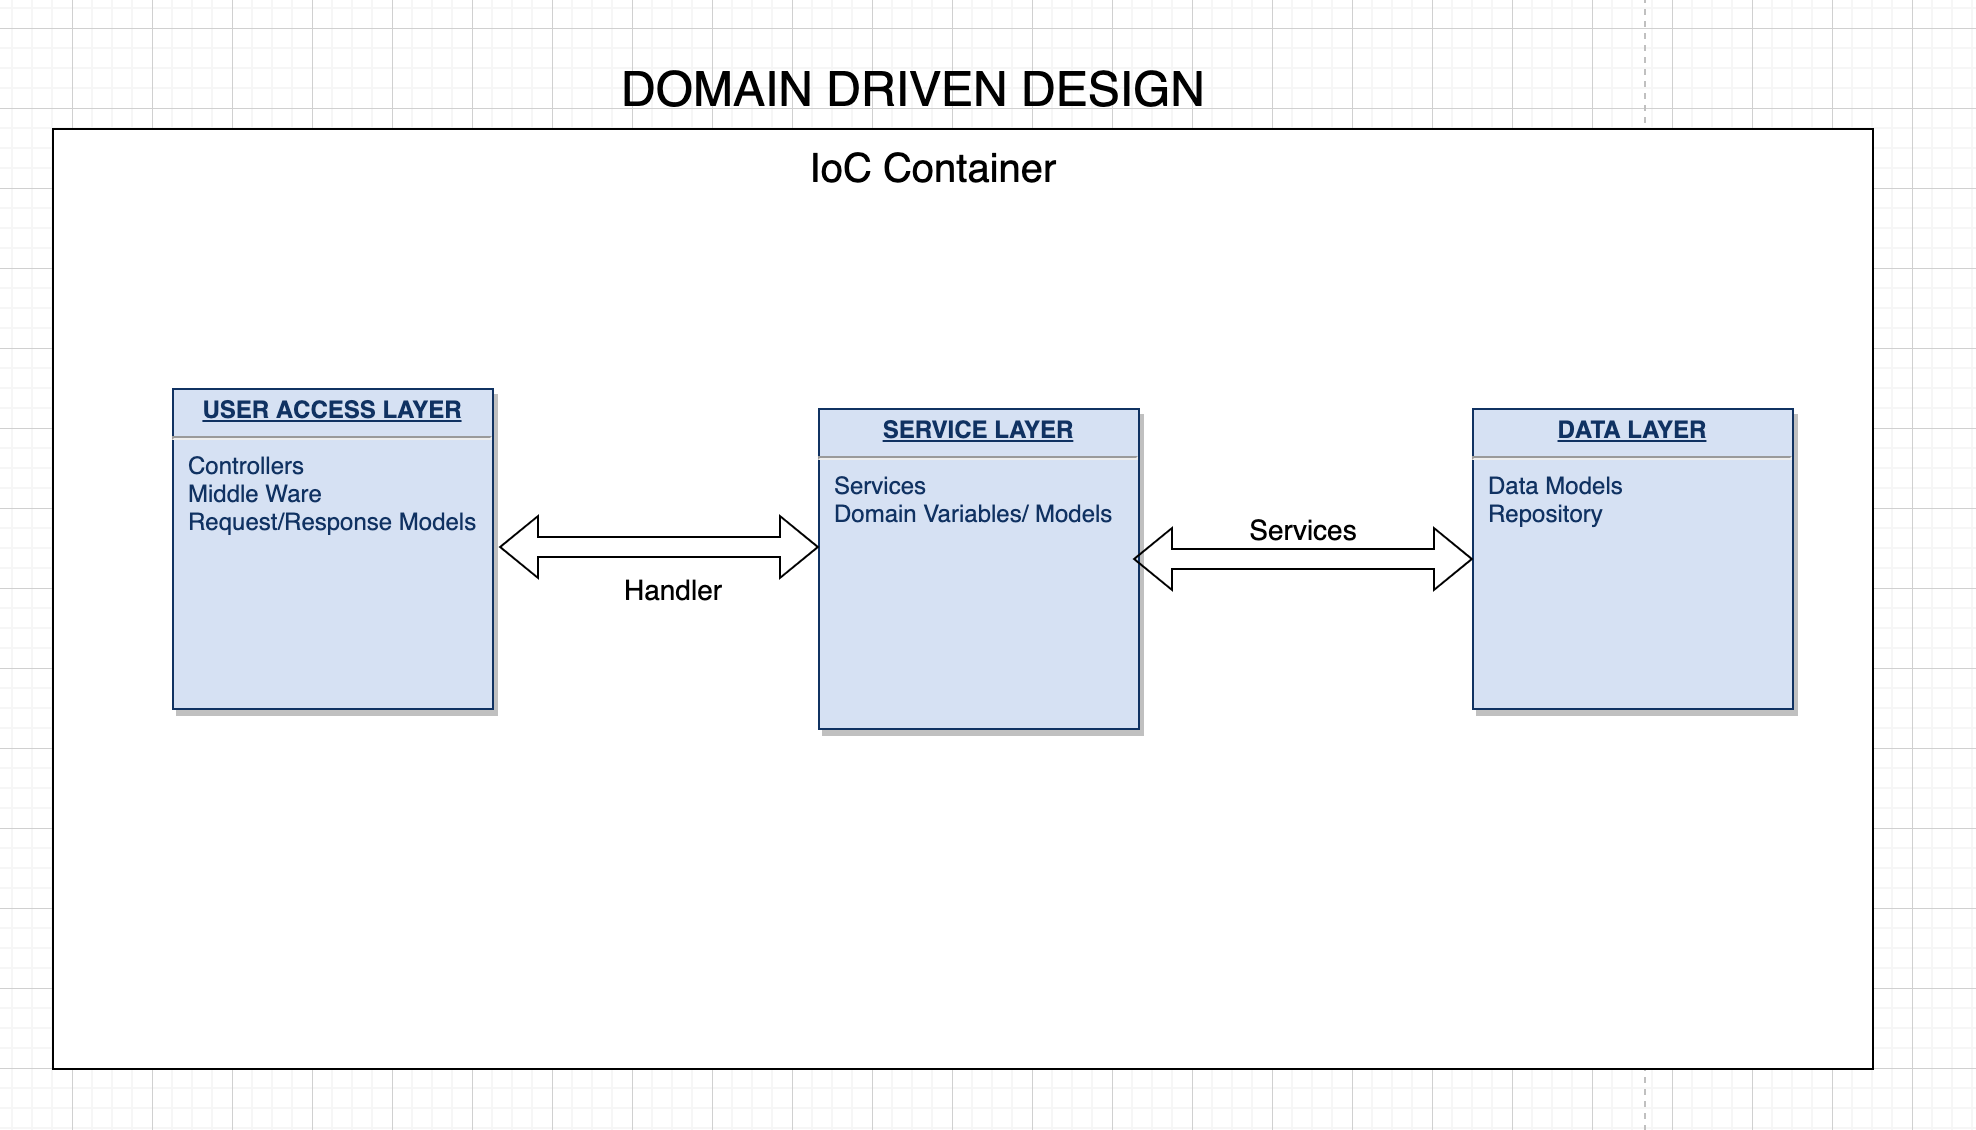 DOMAIN DRIVEN DESIGN
IoC Container
USER ACCESS LAYER
Controllers
Middle Ware
Request/Response Models
Handler
SERVICE LAYER
Services
Domain Variables/ Models
Services
DATA LAYER
Data Models
Repository